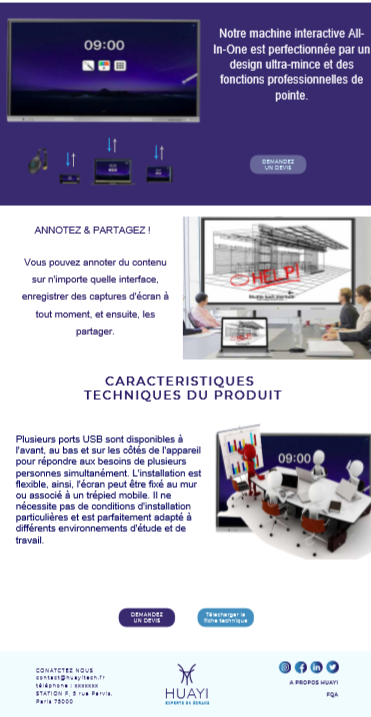 09:00
Notre machine interactive All-
In-One est perfectionnée par un
design ultra-mince et des
fonctions professionnelles de
pointe.
DEMANDEZ
UN DEVIS
ANNOTEZ & PARTAGEZ !
Vous pouvez annoter du contenu
sur n'importe quelle interface,
enregistrer des captures d'écran à
tout moment, et ensuite, les
partager.
HELP!
CARACTERISTIQUES
TECHNIQUES DU PRODUIT
Plusieurs ports USB sont disponibles à
l'avant, au bas et sur les côtés de l'appareil
pour répondre aux besoins de plusieurs
personnes simultanément. L'installation est
flexible, ainsi, l'écran peut être fixé au mur
ou associé à un trépied mobile. Il ne
nécessite pas de conditions d'installation
particulières et est parfaitement adapté à
différents environnements d'étude et de
travail.
09:00
DEMANDEZ
UN DEVIS
Télecharger la
fiche technique
CONATCTEZ NOUS
contact@huayitech.fr
téléphone : xxxxxxx
STATION F, 5 rue Parvis,
Paris 75000
HUAYI
EXPERTS EN ÉCRANS
A PROPOS HUAYI
FQA